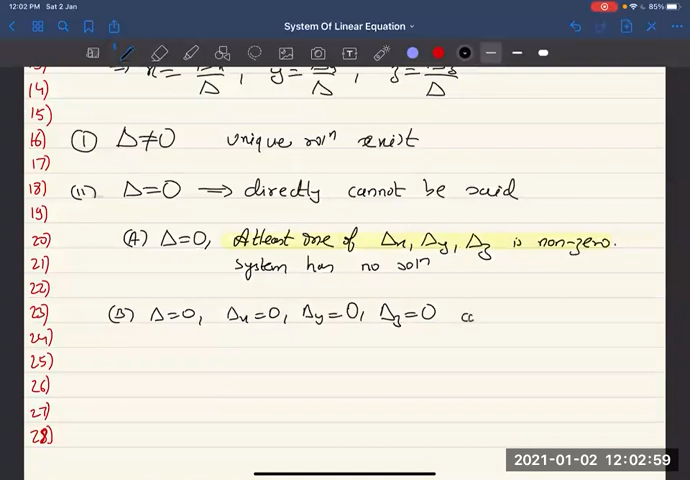 12:02 PM Sat 2 Jan 85%
System Of Linear Equation
14) Δ Δ Δ
15)
16) (I) Δ≠0 unique solⁿ exist
17)
18) (II) Δ=0 ⟹ directly cannot be said
19)
20) (A) Δ=0, Atleast one of Δx, Δy, Δz is non-zero.
21) system has no solⁿ
22)
23) (B) Δ=0, Δx=0, Δy=0, Δz=0
24)
25)
26)
27)
28)
2021-01-02 12:02:59